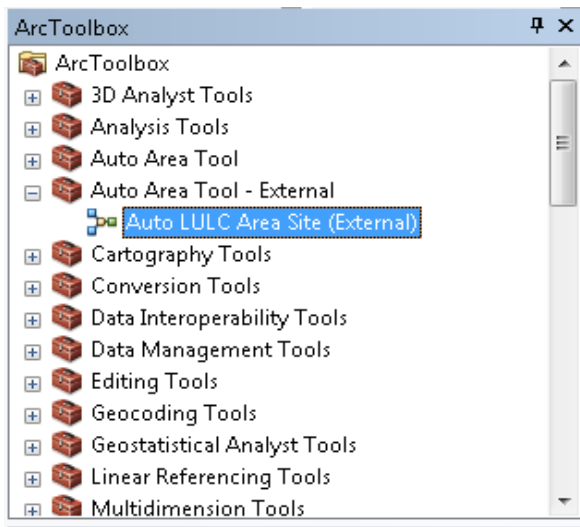 ArcToolbox
ArcToolbox
3D Analyst Tools
Analysis Tools
Auto Area Tool
Auto Area Tool - External
Auto LULC Area Site (External)
Cartography Tools
Conversion Tools
Data Interoperability Tools
Data Management Tools
Editing Tools
Geocoding Tools
Geostatistical Analyst Tools
Linear Referencing Tools
Multidimension Tools